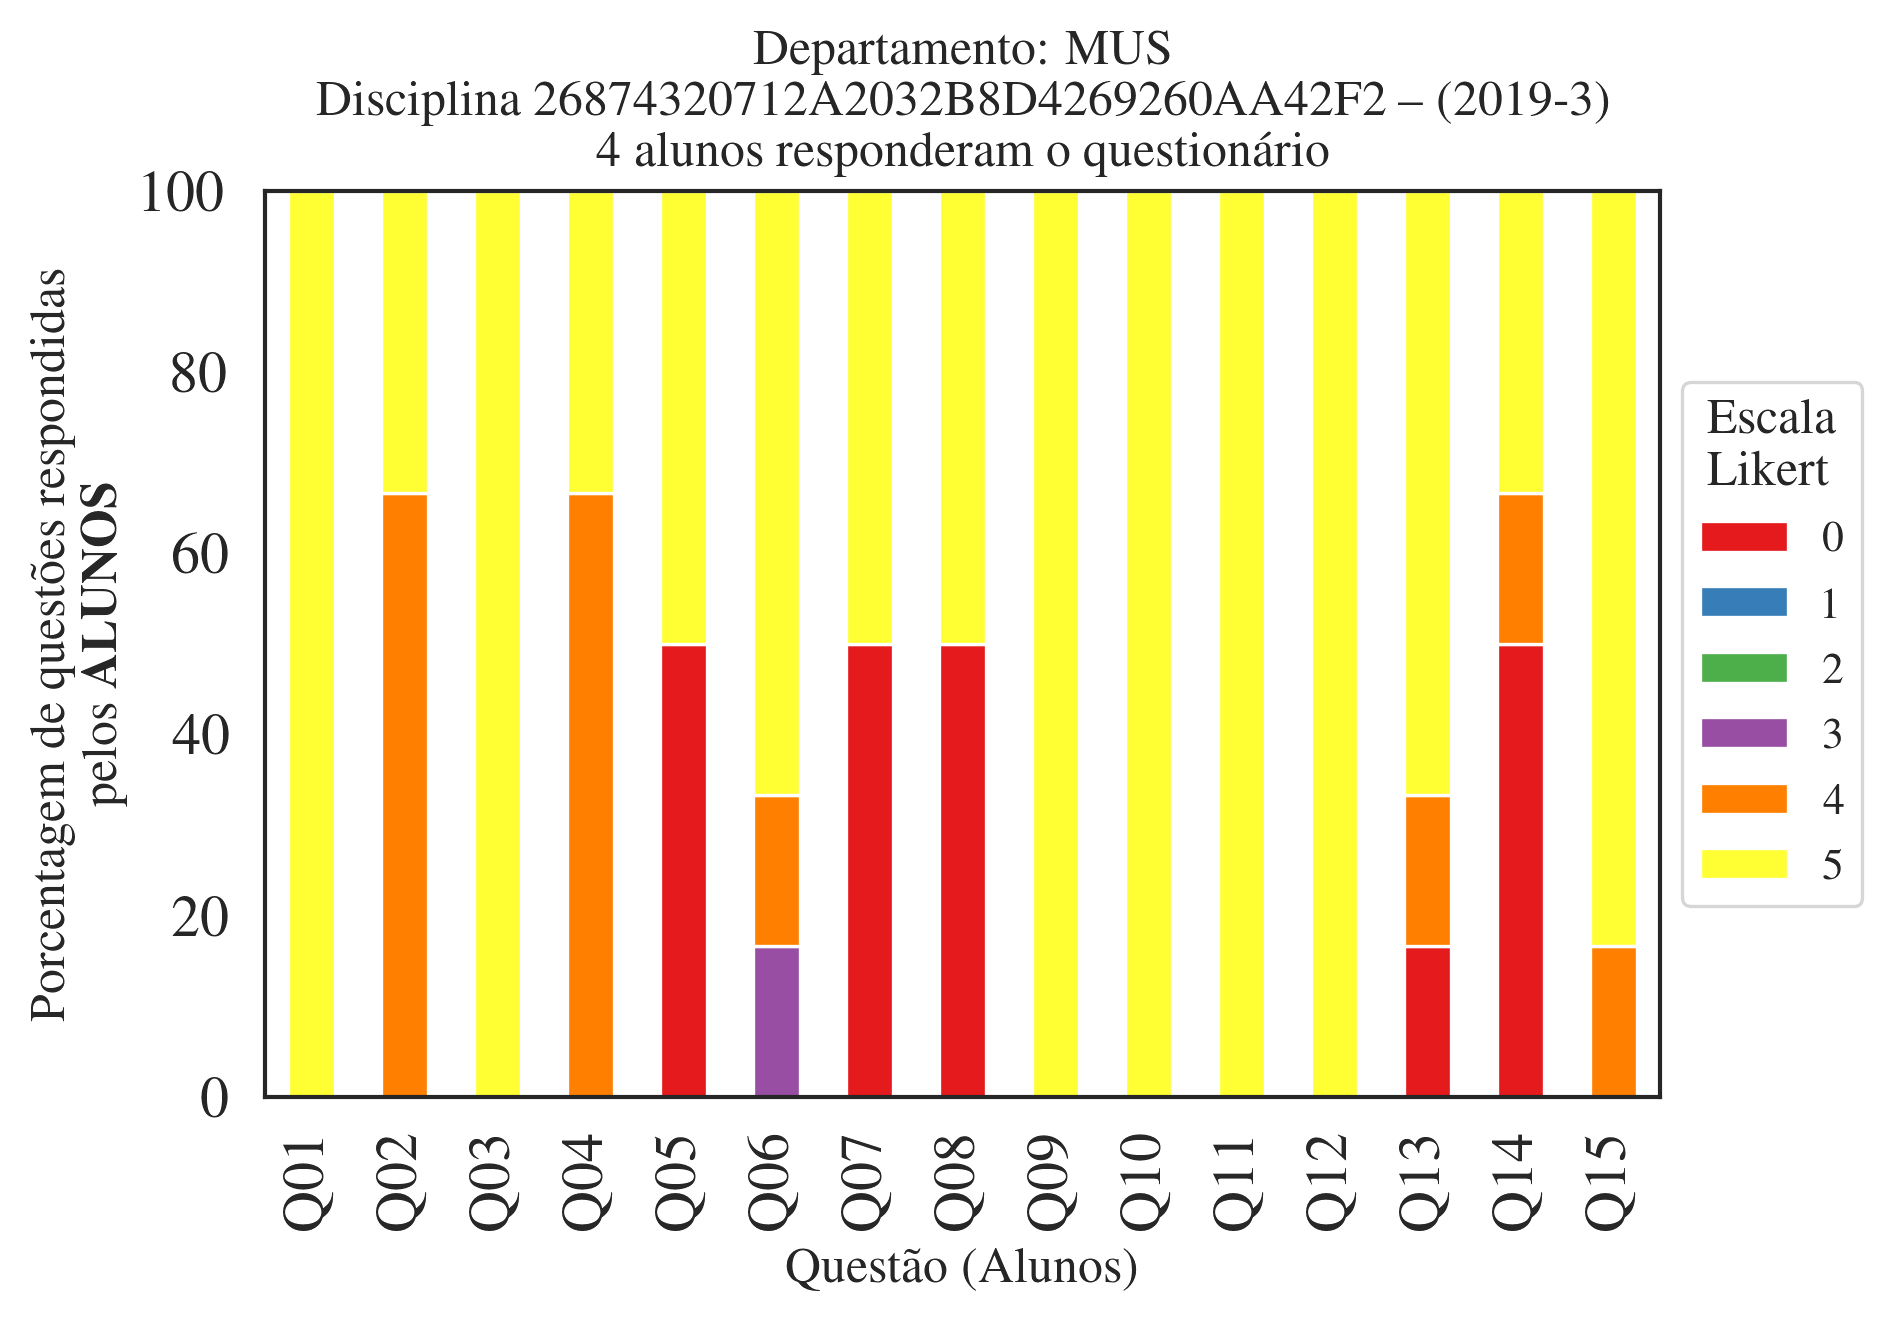 Departamento: MUS
Disciplina 26874320712A2032B8D4269260AA42F2 – (2019-3)
4 alunos responderam o questionário
Porcentagem de questões respondidas
pelos ALUNOS
100
80
60
40
20
0
Q01
Q02
Q03
Q04
Q05
Q06
Q07
Q08
Q09
Q10
Q11
Q12
Q13
Q14
Q15
Questão (Alunos)
Escala
Likert
0
1
2
3
4
5